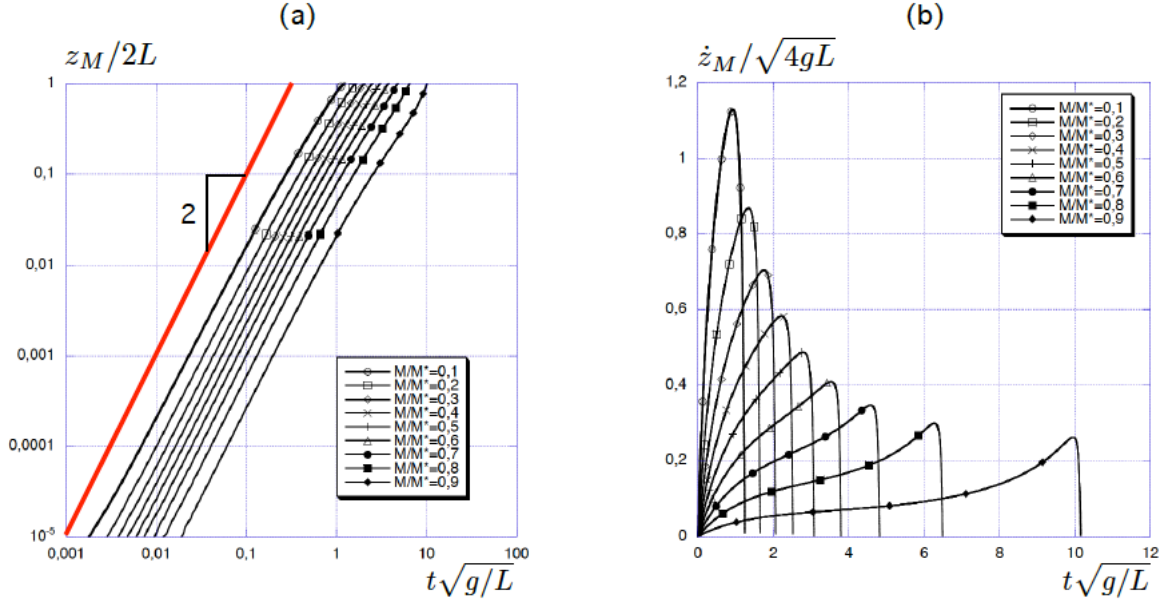 (a)
z_M/2L
1
0,1
0,01
0,001
0,0001
10^-5
2
M/M*=0,1
M/M*=0,2
M/M*=0,3
M/M*=0,4
M/M*=0,5
M/M*=0,6
M/M*=0,7
M/M*=0,8
M/M*=0,9
0,001 0,01 0,1 1 10 100
t√g/L
(b)
ż_M/√4gL
1,2
1
0,8
0,6
0,4
0,2
0
M/M*=0,1
M/M*=0,2
M/M*=0,3
M/M*=0,4
M/M*=0,5
M/M*=0,6
M/M*=0,7
M/M*=0,8
M/M*=0,9
0 2 4 6 8 10 12
t√g/L